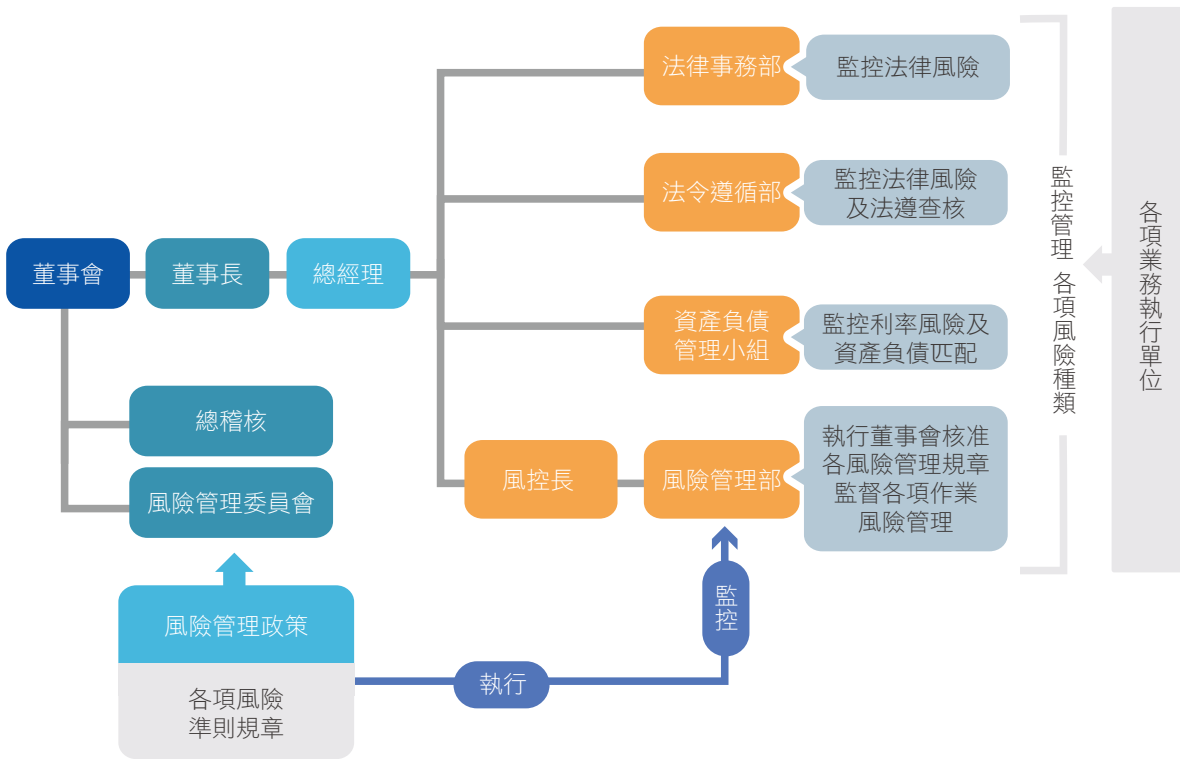 法律事務部
監控法律風險
法令遵循部
監控法律風險
及法遵查核
董事會
董事長
總經理
資產負債
管理小組
監控利率風險及
資產負債匹配
總稽核
風險管理委員會
風控長
風險管理部
執行董事會核准
各風險管理規章
監督各項作業
風險管理
監控管理 各項風險種類
各項業務執行單位
風險管理政策
各項風險
準則規章
執行
監控